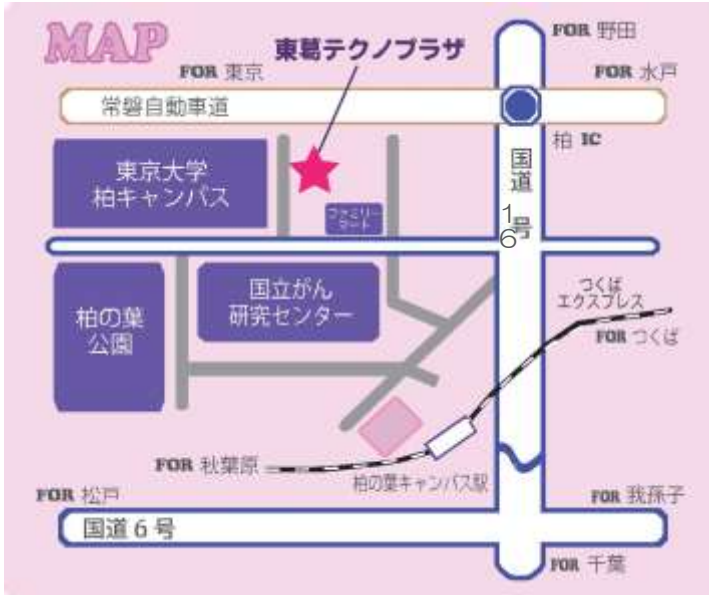 MAP
東葛テクノプラザ
FOR 野田
FOR 東京
FOR 水戸
常磐自動車道
柏 IC
東京大学
柏キャンパス
国道
16
号
ファミリー
マート
国立がん
研究センター
柏の葉
公園
つくば
エクスプレス
FOR つくば
FOR 秋葉原
柏の葉キャンパス駅
FOR 松戸
FOR 我孫子
国道 6 号
FOR 千葉